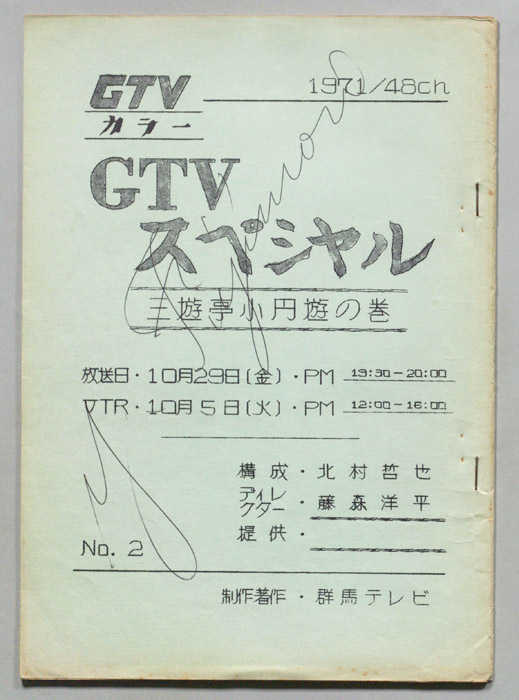 GTV
カラー
1971/48ch
GTV
スペシャル
三遊亭小円遊の巻
放送日・10月29日(金)・PM 19:30-20:00
VTR・10月5日(火)・PM 12:00-16:00
構成・北村哲也
ディレクター・藤森洋平
提供・
No. 2
制作著作・群馬テレビ